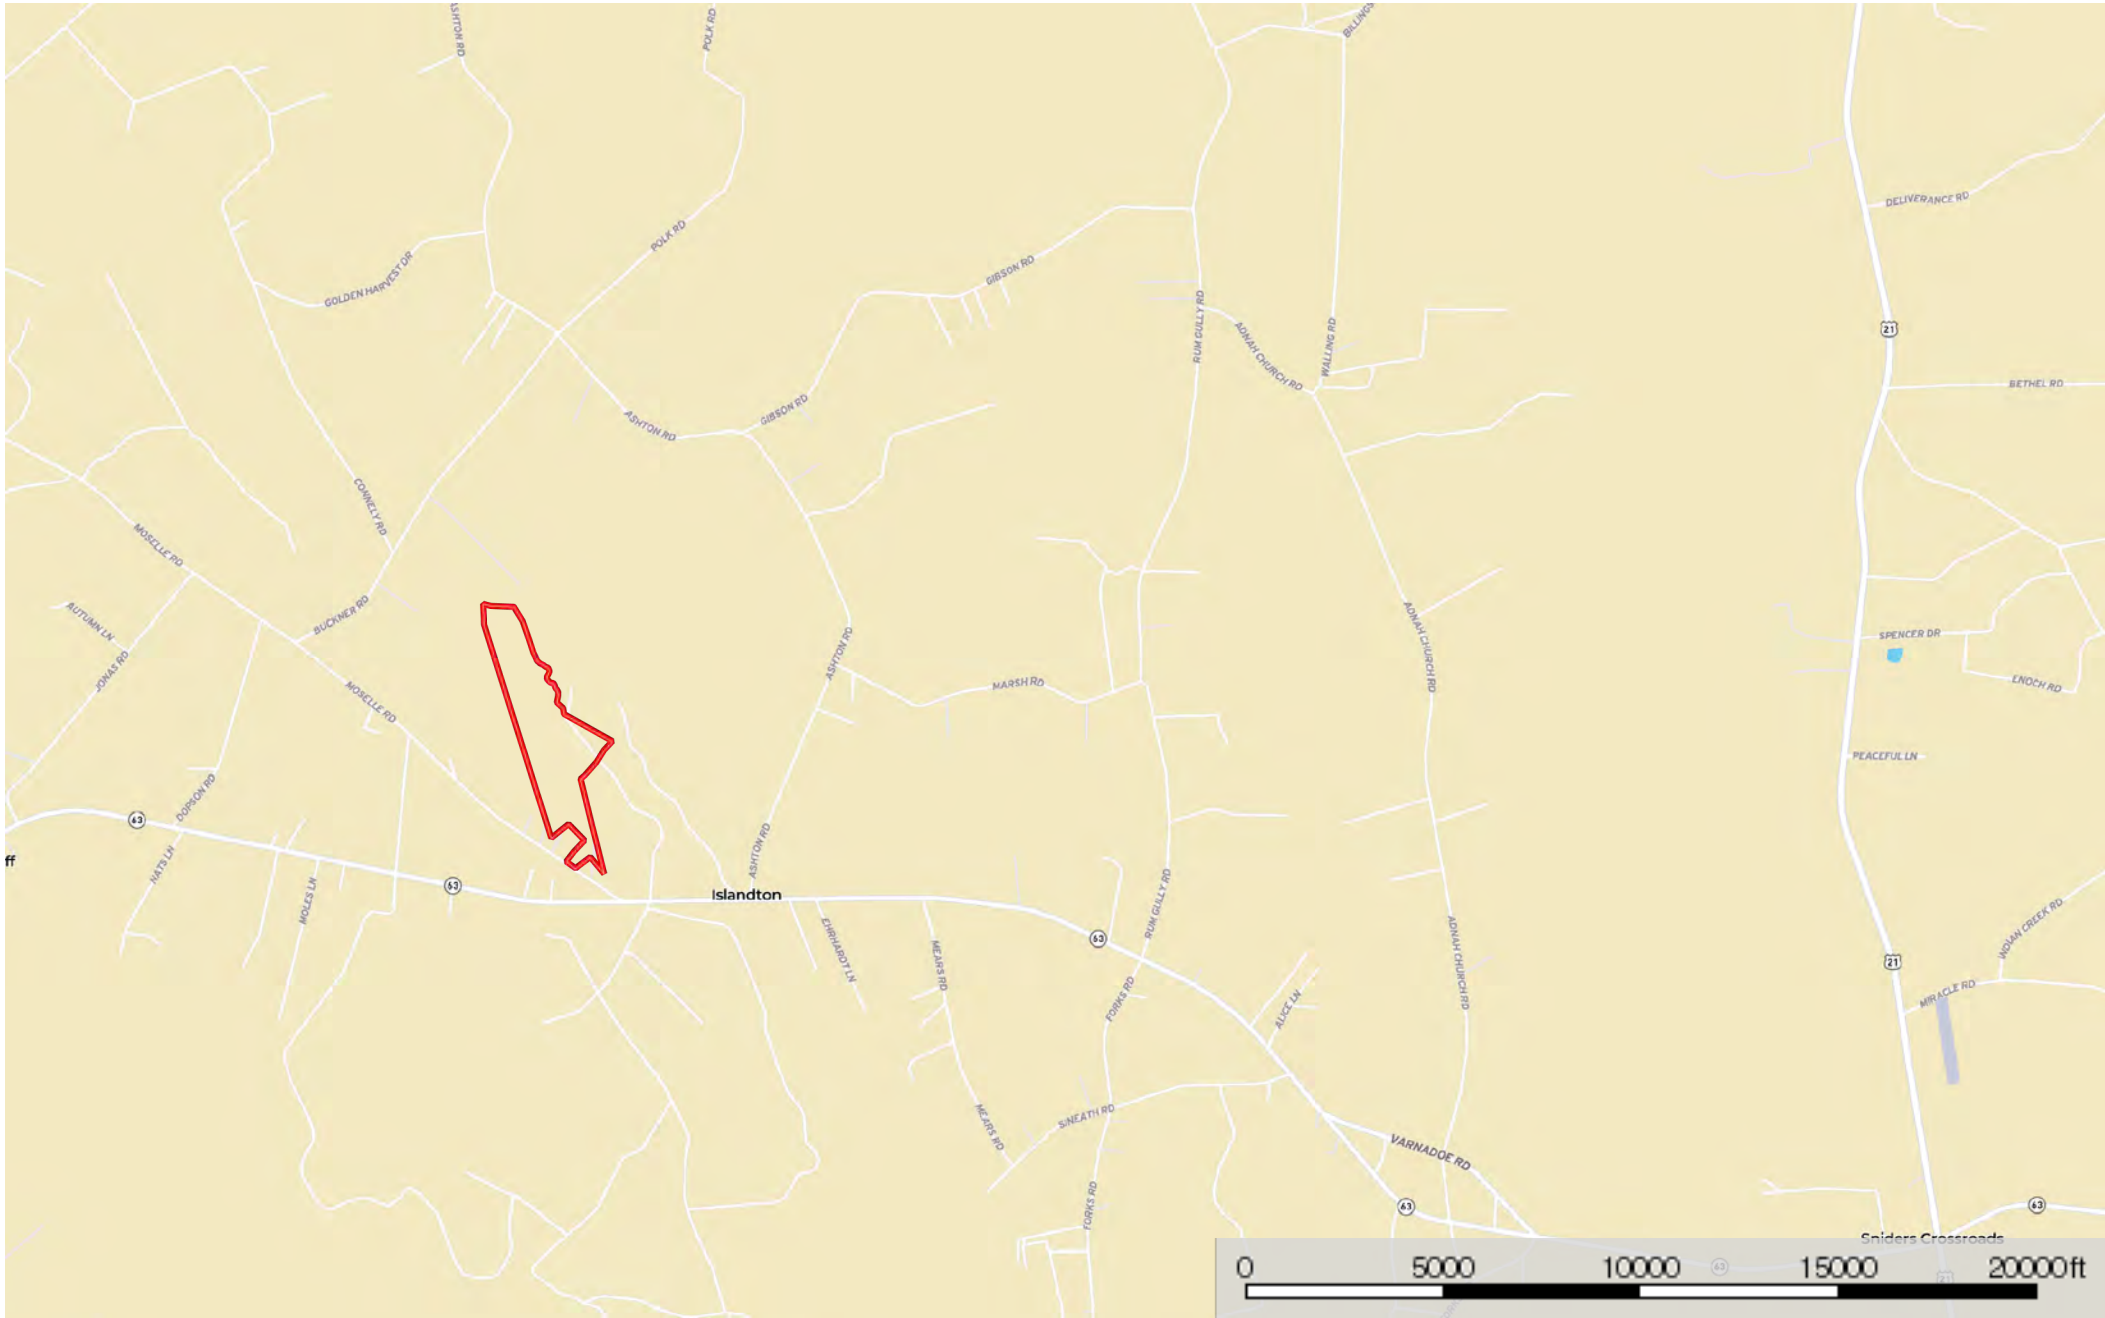 ASHTON RD
POLK RD
BILLINGS
DELIVERANCE RD
POLK RD
GOLDEN HARVEST DR
GIBSON RD
RUM GULLY RD
ADNAH CHURCH RD
WALLING RD
21
BETHEL RD
ASHTON RD
GIBSON RD
CONNELY RD
MOSELLE RD
AUTUMN LN
BUCKNER RD
JONAS RD
MOSELLE RD
ASHTON RD
MARSH RD
ADNAH CHURCH RD
SPENCER DR
ENOCH RD
PEACEFUL LN
DOPSON RD
63
ff
NATS LN
MOLES LN
63
ASHTON RD
Islandton
EHRHARDT LN
MEARS RD
63
RUM GULLY RD
FORKS RD
ALICE LN
ADNAH CHURCH RD
21
INDIAN CREEK RD
MIRACLE RD
MEARS RD
SINEATH RD
FORKS RD
VARNADOE RD
63
63
Sniders Crossroads
63
21
0 5000 10000 15000 20000ft